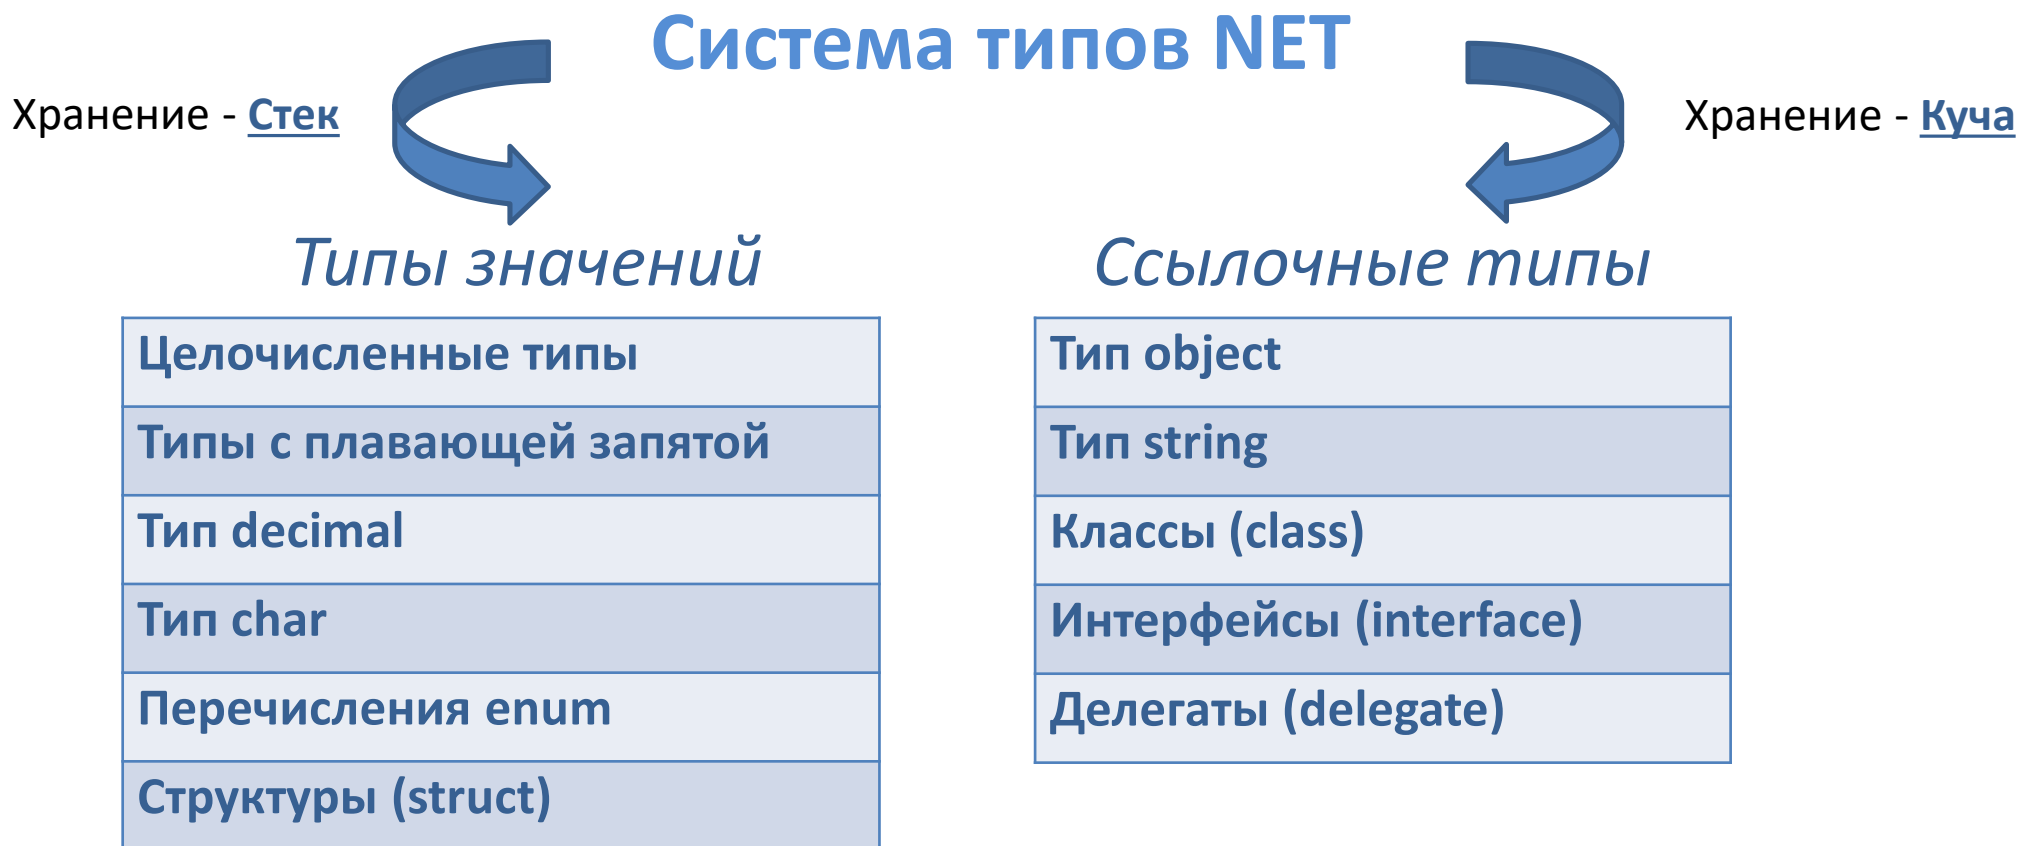 Система типов NET
Хранение - Стек
Хранение - Куча
Типы значений
Целочисленные типы
Типы с плавающей запятой
Тип decimal
Тип char
Перечисления enum
Структуры (struct)
Ссылочные типы
Тип object
Тип string
Классы (class)
Интерфейсы (interface)
Делегаты (delegate)